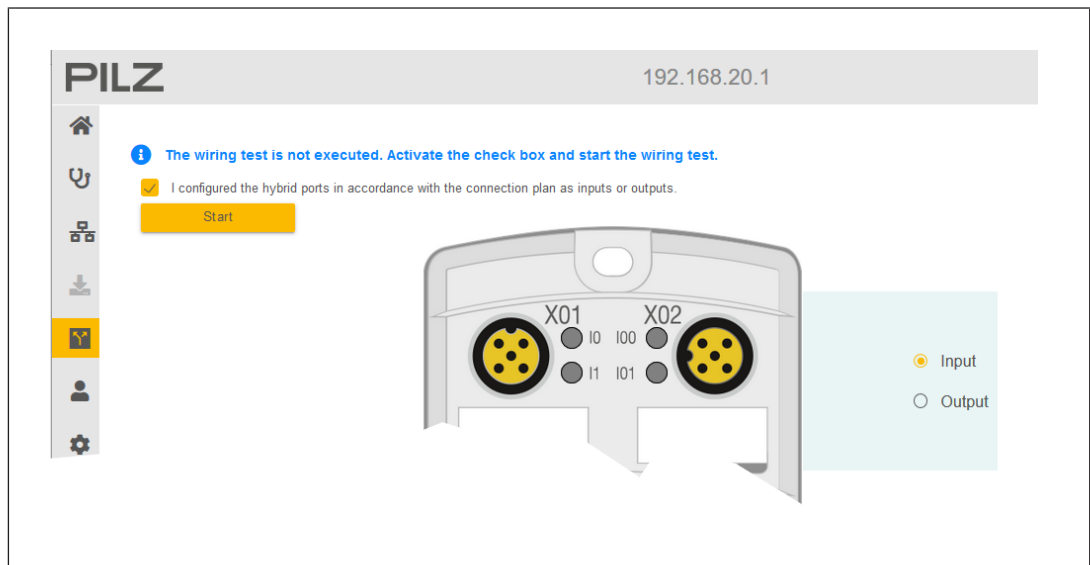 PILZ
192.168.20.1
The wiring test is not executed. Activate the check box and start the wiring test.
I configured the hybrid ports in accordance with the connection plan as inputs or outputs.
Start
X01 X02
I0 I00
I1 I01
Input
Output